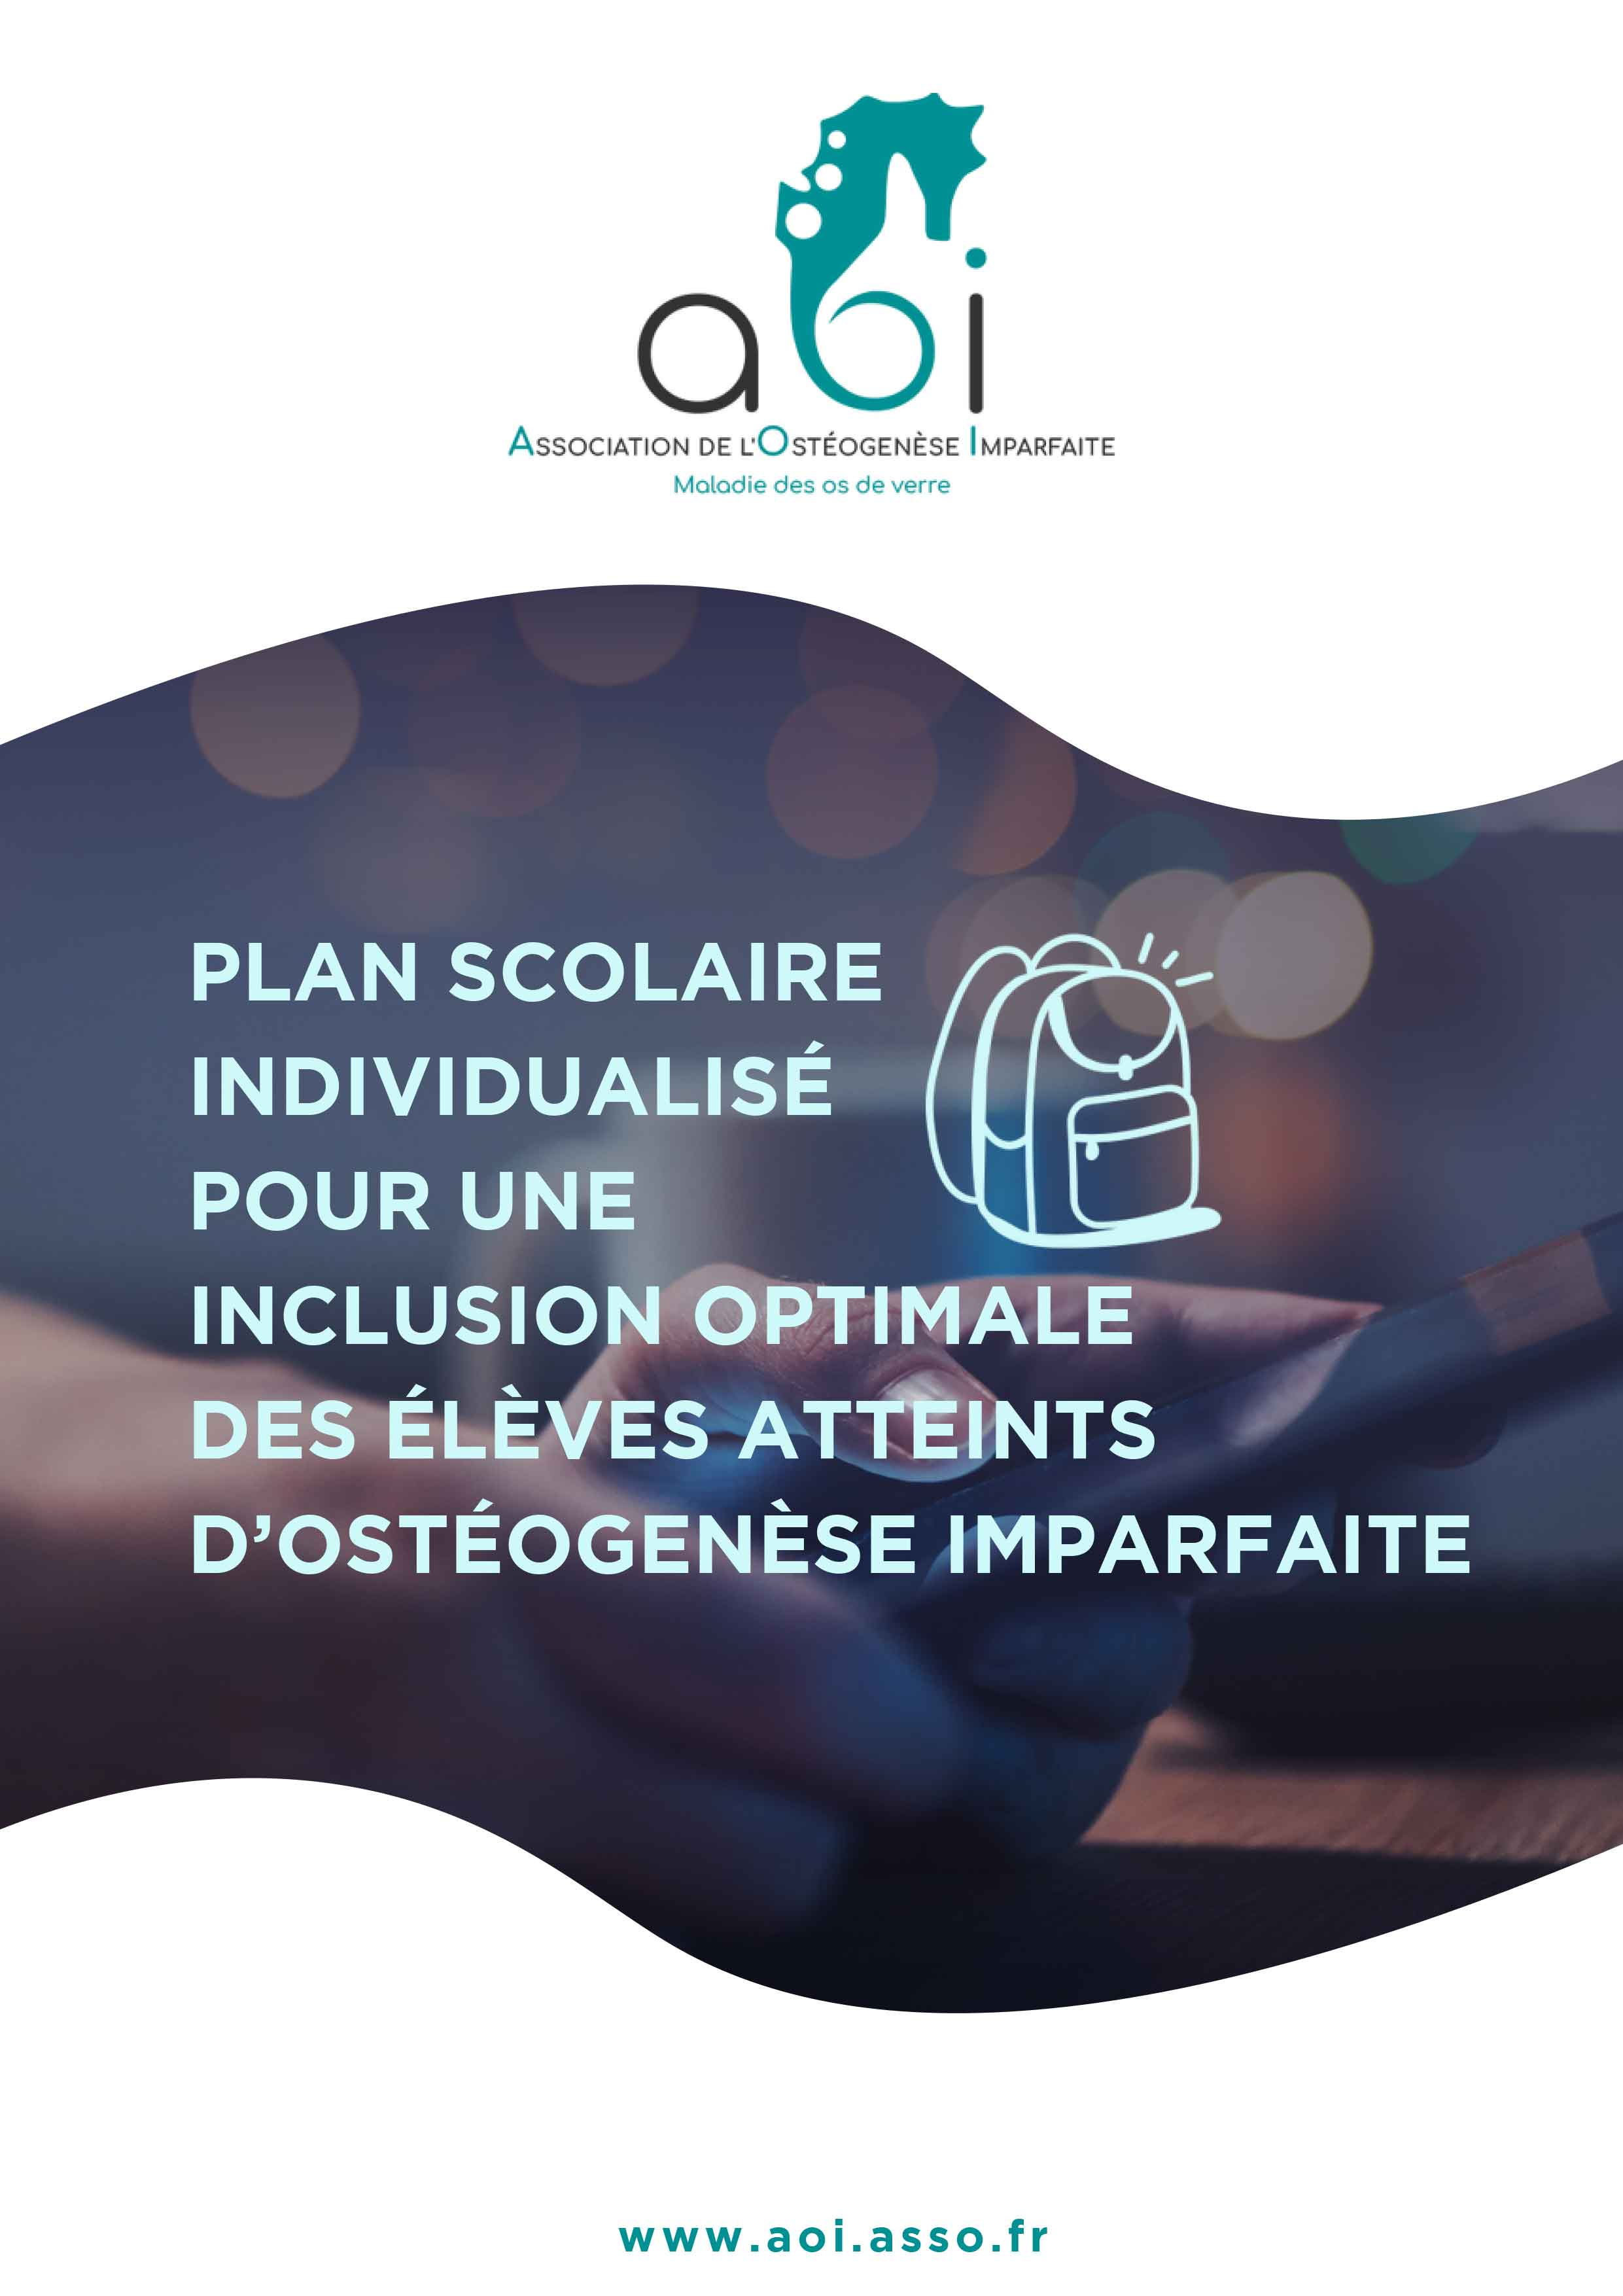 aoi
ASSOCIATION DE L'OSTÉOGENÈSE IMPARFAITE
Maladie des os de verre
PLAN SCOLAIRE
INDIVIDUALISÉ
POUR UNE
INCLUSION OPTIMALE
DES ÉLÈVES ATTEINTS
D’OSTÉOGENÈSE IMPARFAITE
www.aoi.asso.fr